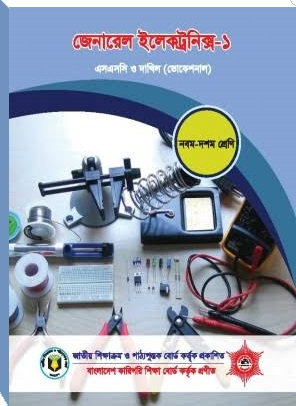 জেনারেল ইলেকট্রনিক্স-১
এসএসসি ও দাখিল (ভোকেশনাল)
নবম-দশম শ্রেণি
জাতীয় শিক্ষাক্রম ও পাঠ্যপুস্তক বোর্ড কর্তৃক প্রকাশিত
বাংলাদেশ কারিগরি শিক্ষা বোর্ড কর্তৃক প্রণীত